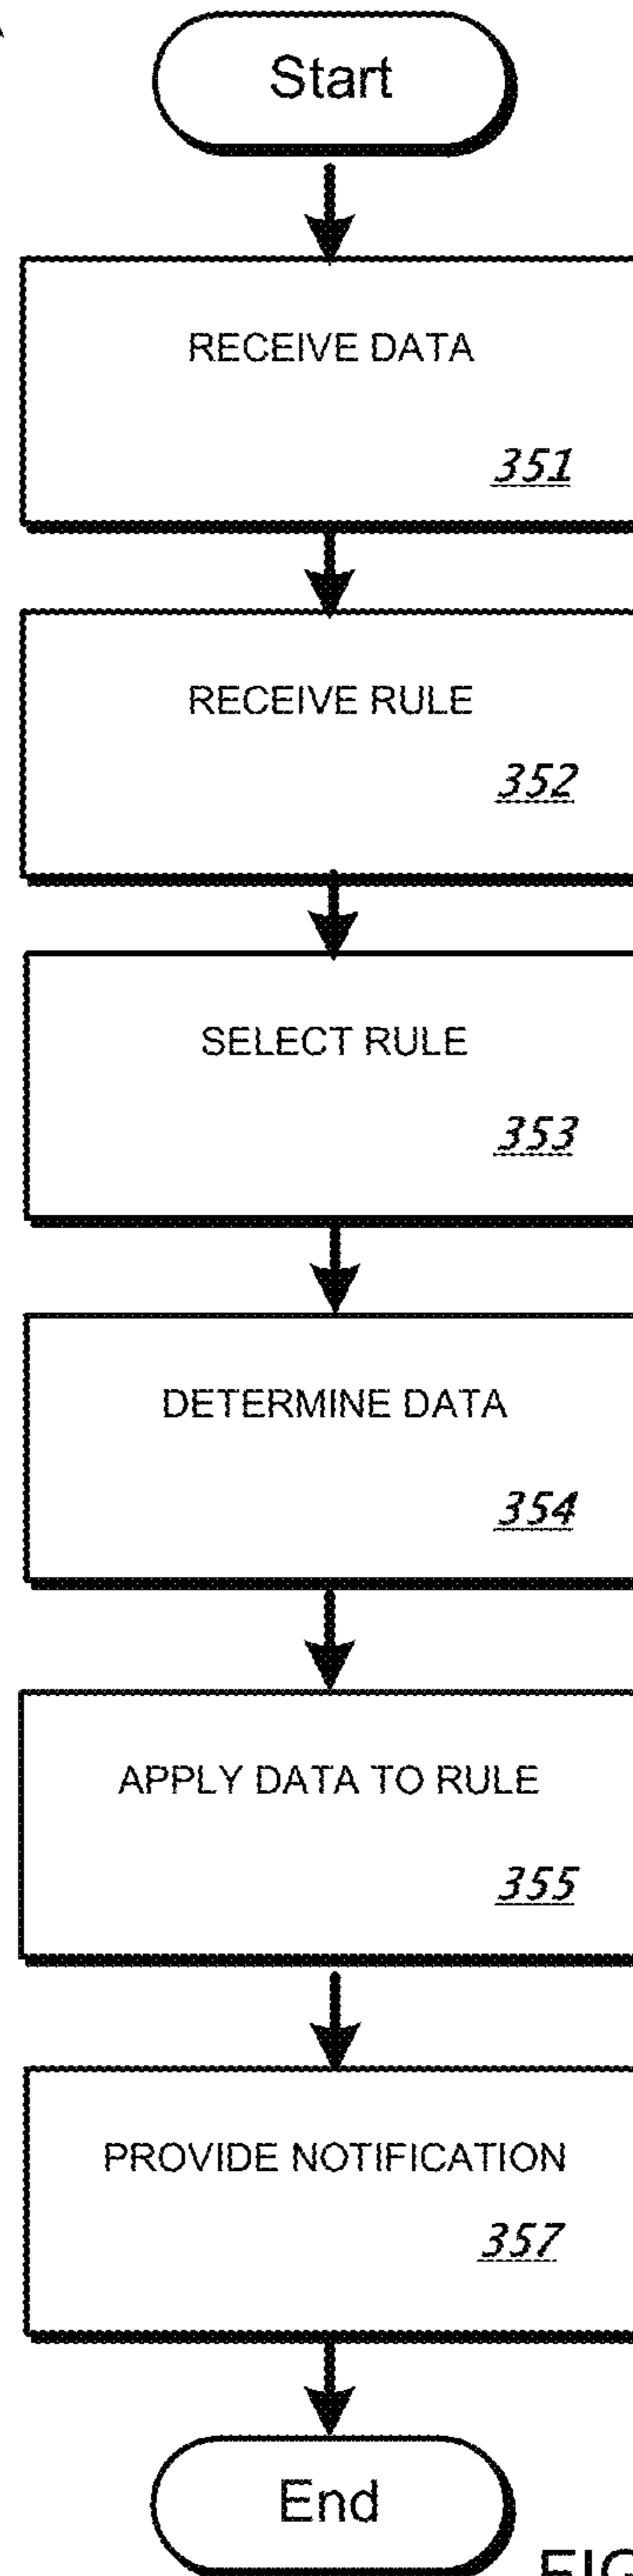 Start
RECEIVE DATA
351
RECEIVE RULE
352
SELECT RULE
353
DETERMINE DATA
354
APPLY DATA TO RULE
355
PROVIDE NOTIFICATION
357
End